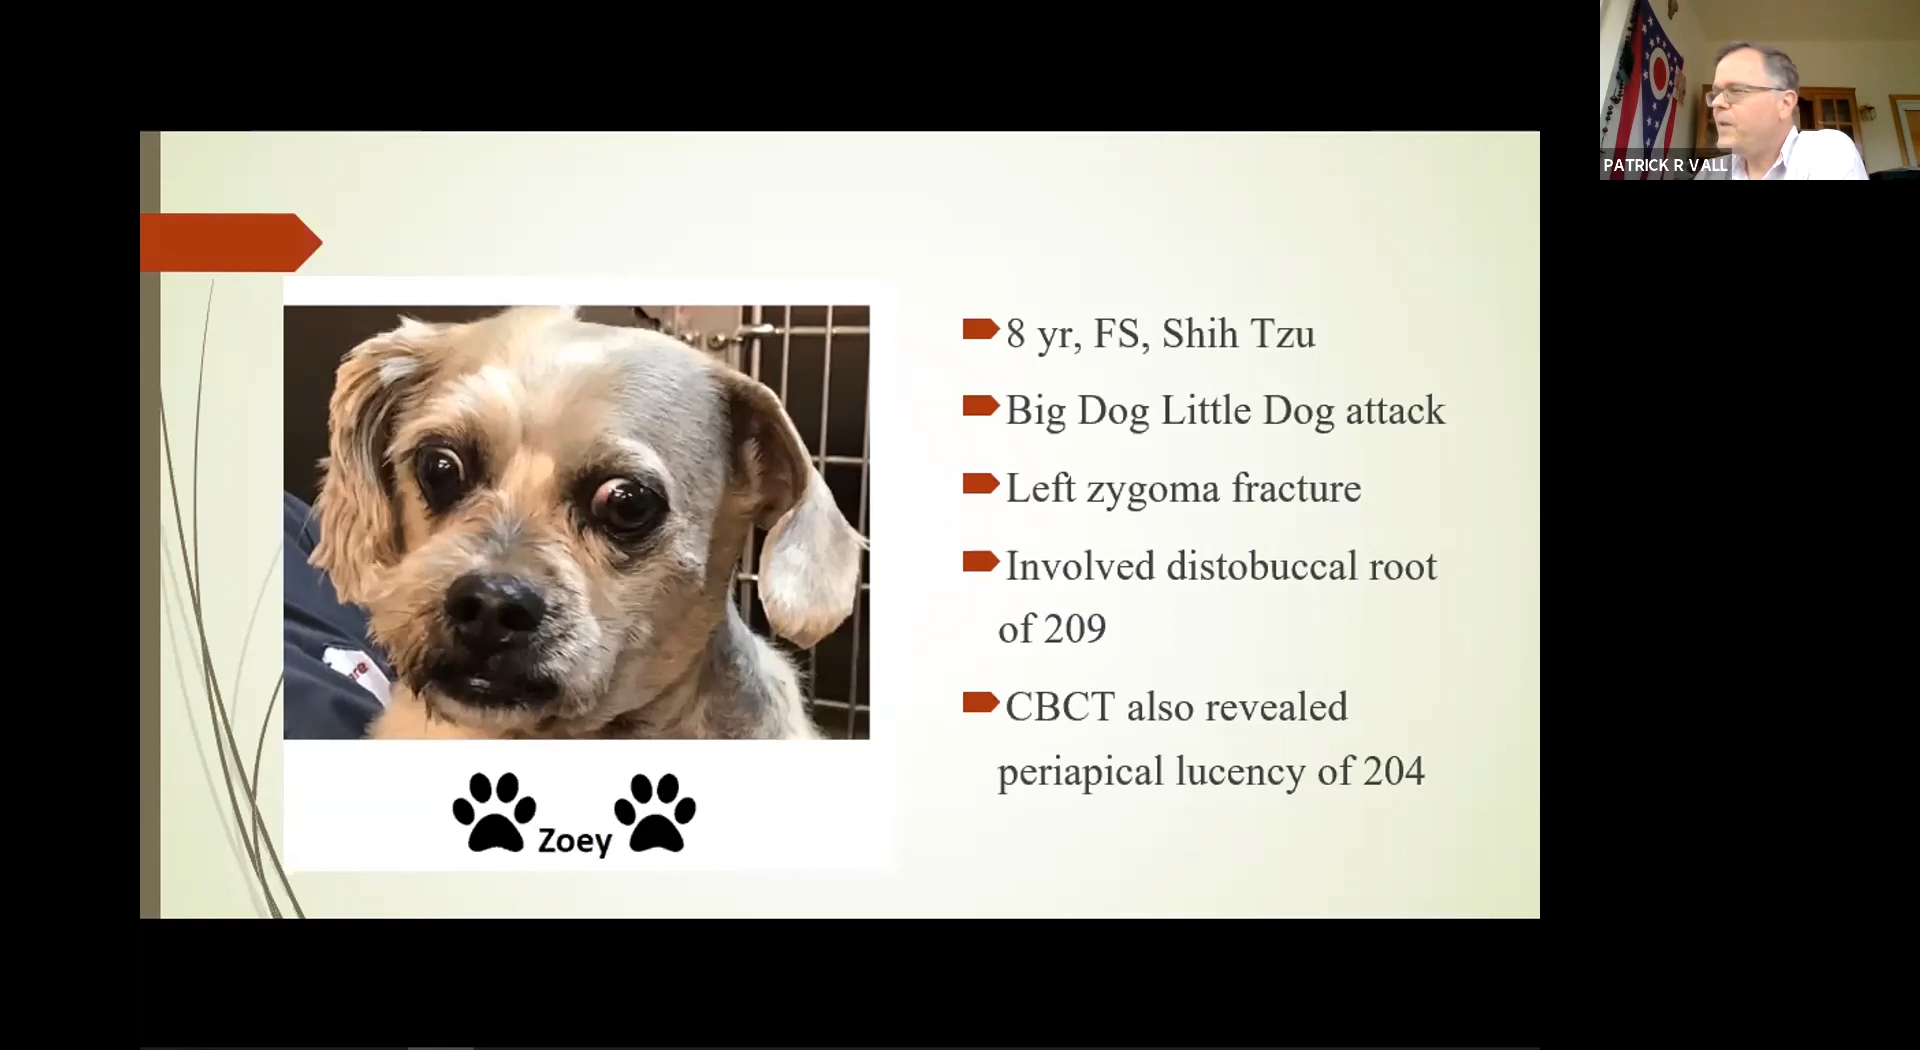 PATRICK R VALL
8 yr, FS, Shih Tzu
Big Dog Little Dog attack
Left zygoma fracture
Involved distobuccal root
of 209
CBCT also revealed
periapical lucency of 204
Zoey